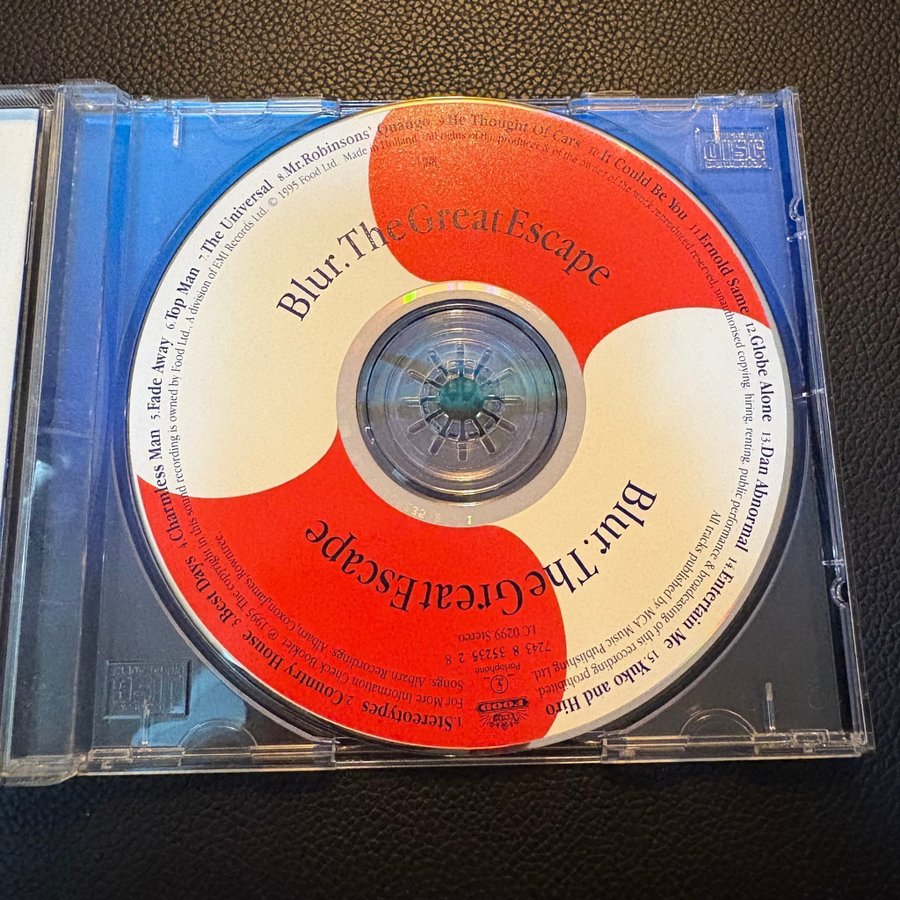 Blur.TheGreatEscape
Blur.TheGreatEscape
1.Stereotypes 2.Country House 3.Best Days 4.Charmless Man 5.Fade Away 6.Top Man 7.The Universal 8.Mr.Robinsons' Quango 9.He Thought Of Cars 10.It Could Be You 11.Ernold Same 12.Globe Alone 13.Dan Abnormal 14.Entertain Me 15.Yuko and Hiro
For More Information Check Booklet ℗ 1995 The copyright in this sound recording is owned by Food Ltd., A division of EMI Records Ltd. © 1995 Food Ltd. Made in Holland. All rights of the producer & of the owner of the work reproduced reserved, unauthorised copying, hiring, renting, public performance & broadcasting of this recording prohibited
Songs: Albarn Recordings: Albarn, Coxon, James, Rowntree.
All tracks published by MCA Music Publishing Ltd.
7243 8 35235 2 8
LC 0299.Stereo.
Parlophone
FOOD
COMPACT
disc